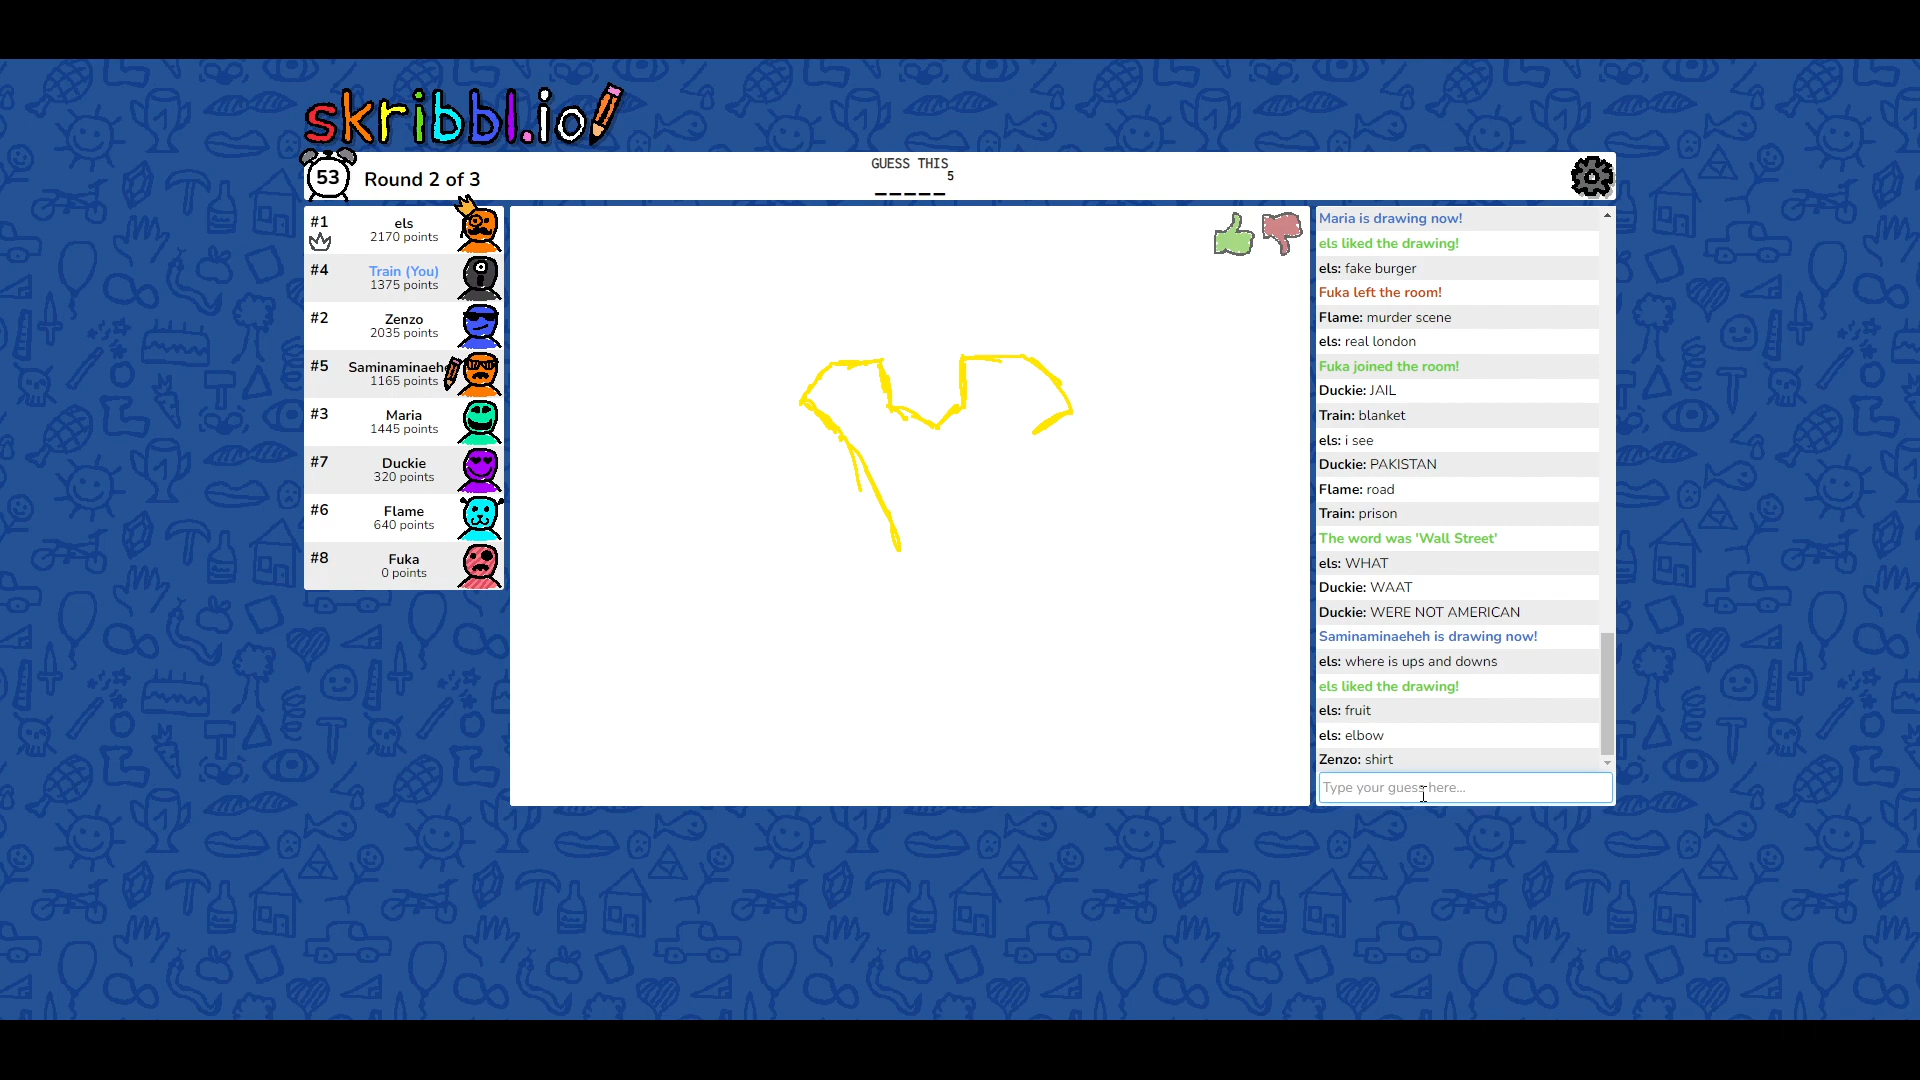 skribbl.io
53
Round 2 of 3
GUESS THIS
_____ 5
#1
els
2170 points
#4
Train (You)
1375 points
#2
Zenzo
2035 points
#5
Saminaminaehe
1165 points
#3
Maria
1445 points
#7
Duckie
320 points
#6
Flame
640 points
#8
Fuka
0 points
Maria is drawing now!
els liked the drawing!
els: fake burger
Fuka left the room!
Flame: murder scene
els: real london
Fuka joined the room!
Duckie: JAIL
Train: blanket
els: i see
Duckie: PAKISTAN
Flame: road
Train: prison
The word was 'Wall Street'
els: WHAT
Duckie: WAAT
Duckie: WERE NOT AMERICAN
Saminaminaeheh is drawing now!
els: where is ups and downs
els liked the drawing!
els: fruit
els: elbow
Zenzo: shirt
Type your guess here...